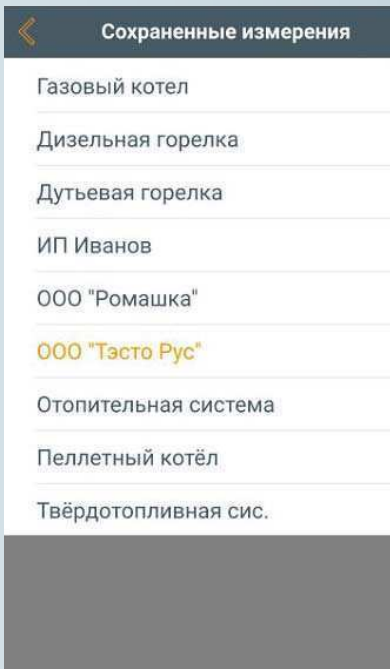 Сохраненные измерения
Газовый котел
Дизельная горелка
Дутьевая горелка
ИП Иванов
ООО "Ромашка"
ООО "Тэсто Рус"
Отопительная система
Пеллетный котёл
Твёрдотопливная сис.